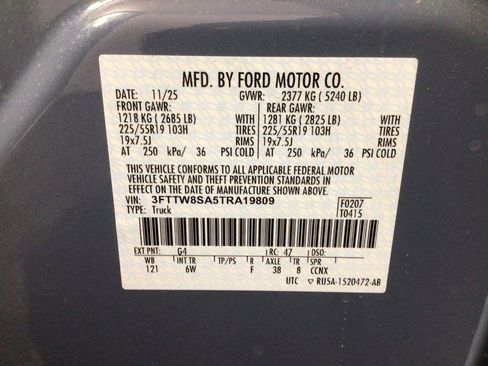 MFD. BY FORD MOTOR CO.
DATE: 11/25 GVWR: 2377 KG ( 5240 LB)
FRONT GAWR: REAR GAWR:
1218 KG ( 2685 LB) WITH 1281 KG ( 2825 LB) WITH
225/55R19 103H TIRES 225/55R19 103H TIRES
19x7.5J RIMS 19x7.5J RIMS
AT 250 kPa/ 36 PSI COLD AT 250 kPa/ 36 PSI COLD
THIS VEHICLE CONFORMS TO ALL APPLICABLE FEDERAL MOTOR
VEHICLE SAFETY AND THEFT PREVENTION STANDARDS IN
EFFECT ON THE DATE OF MANUFACTURE SHOWN ABOVE.
VIN: 3FTTW8SA5TRA19809 F0207
TYPE: Truck T0415
EXT PNT: G4 RC: 47 DSO:
WB INT TR TP/PS R AXLE TR SPR
121 6W F 38 8 CCNX
UTC ▽ RU5A-1520472-AB